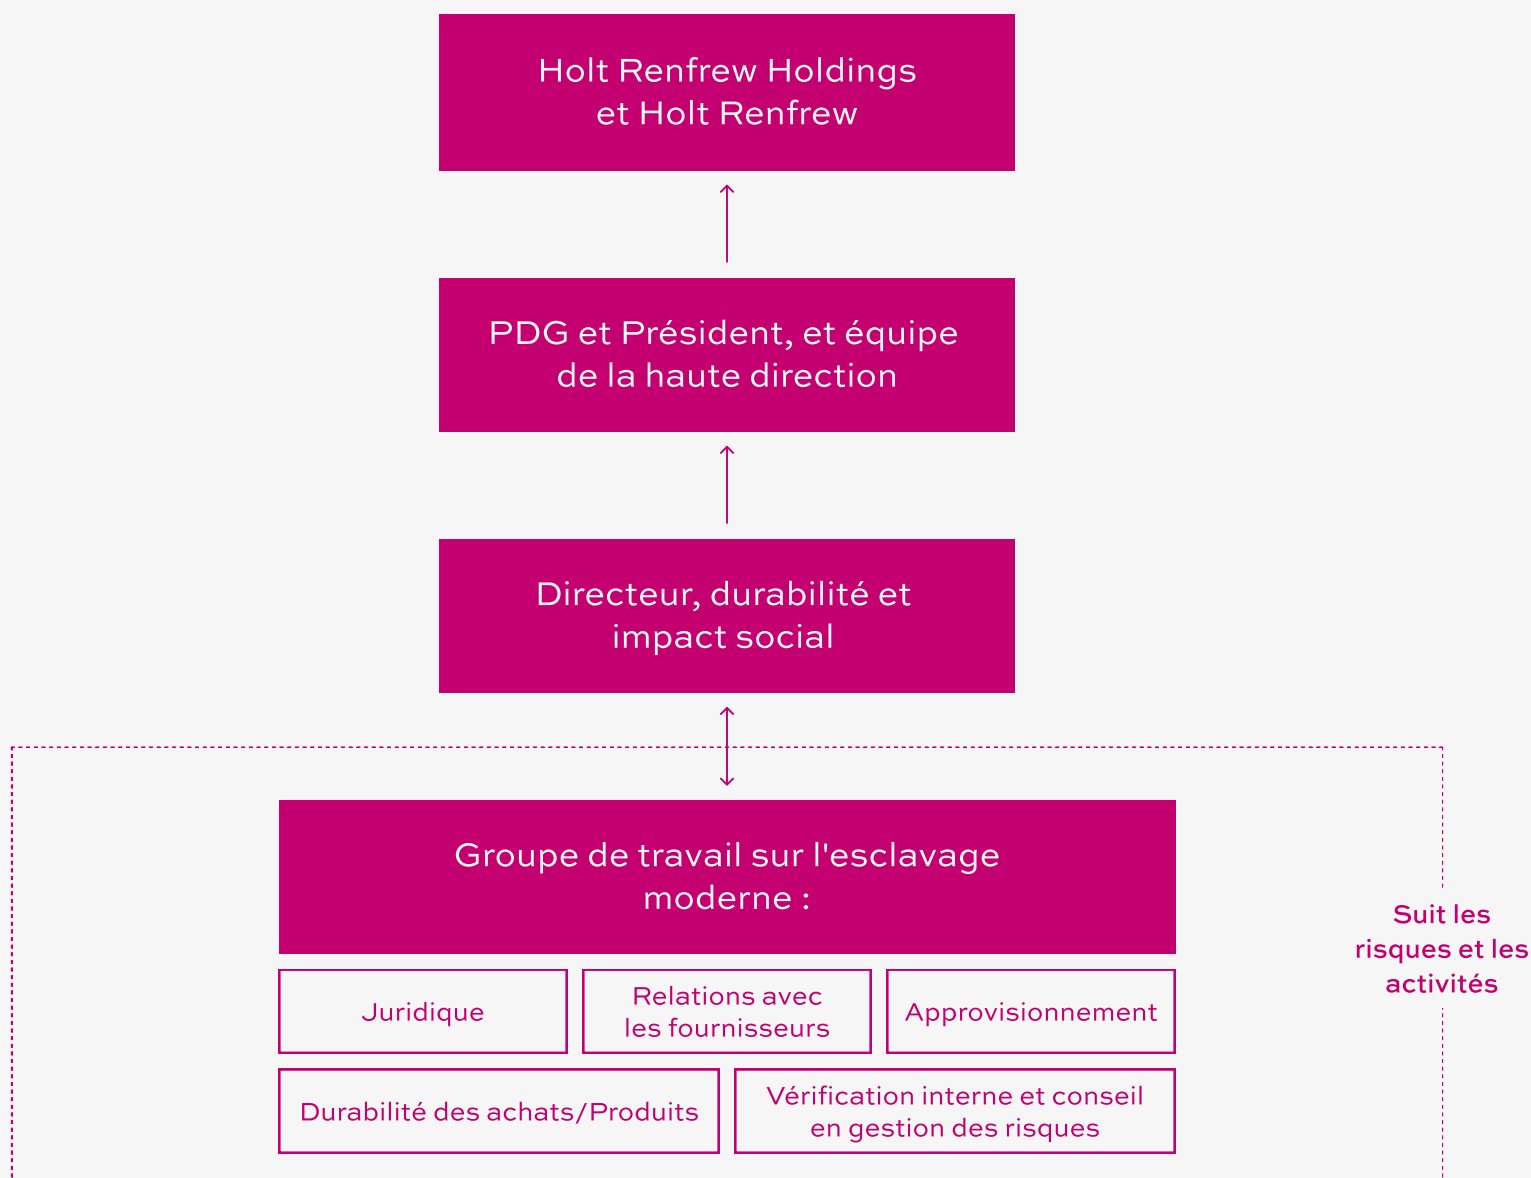 Holt Renfrew Holdings
et Holt Renfrew
PDG et Président, et équipe
de la haute direction
Directeur, durabilité et
impact social
Groupe de travail sur l'esclavage
moderne :
Suit les
risques et les
activités
Juridique
Relations avec
les fournisseurs
Approvisionnement
Durabilité des achats/Produits
Vérification interne et conseil
en gestion des risques